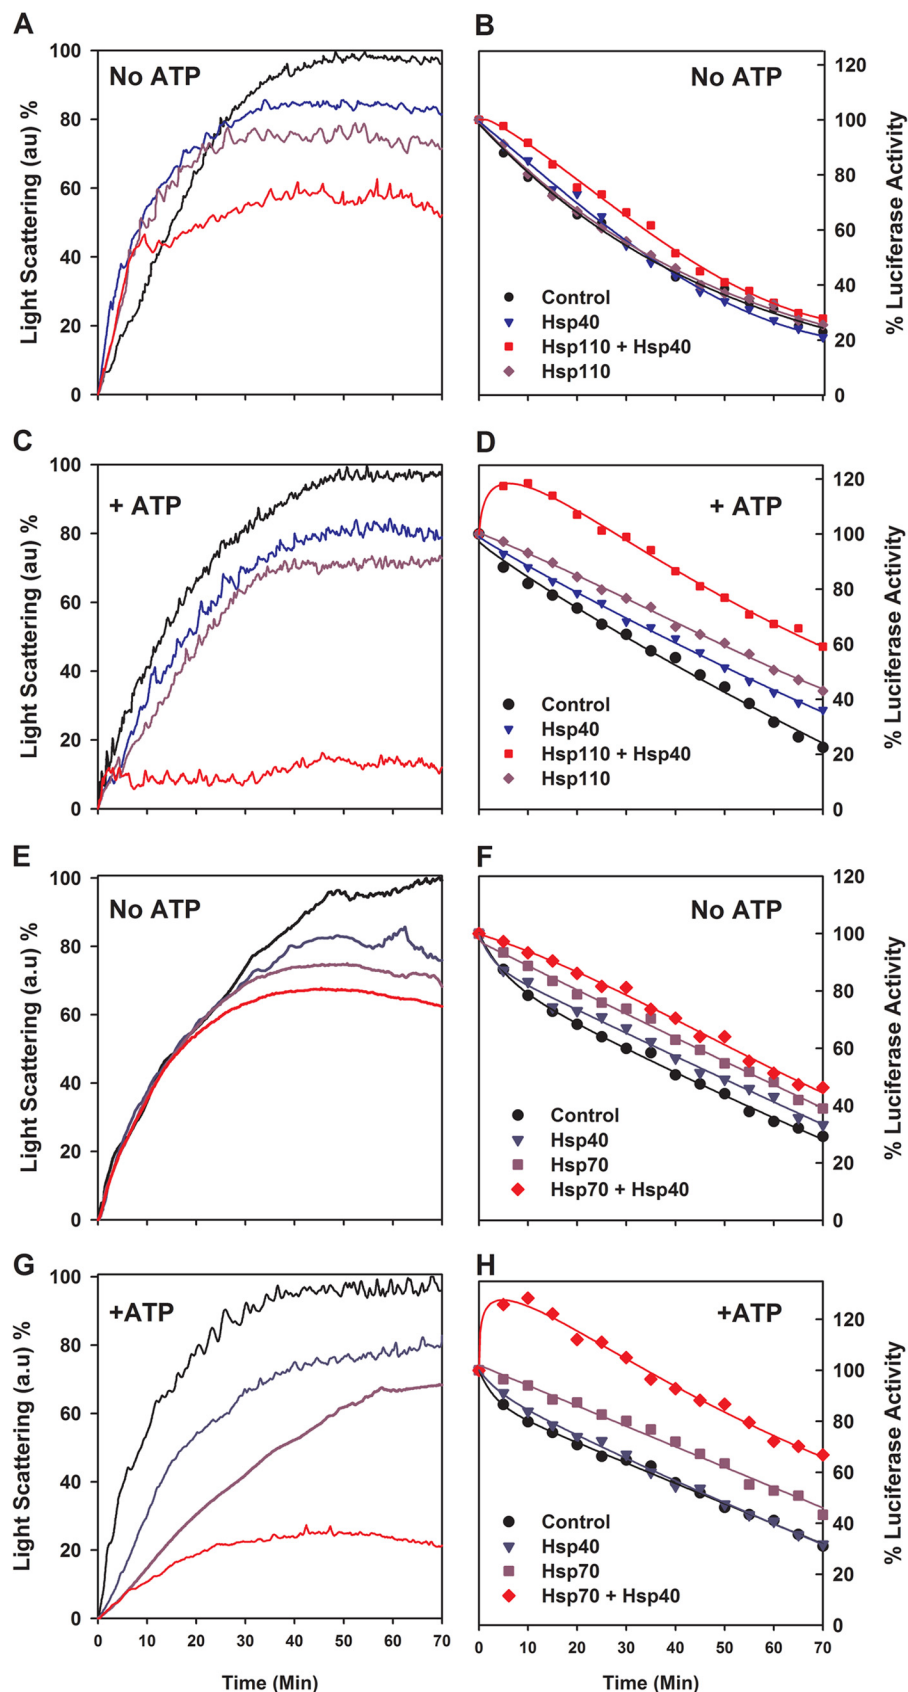 A
No ATP
Light Scattering (au) %
100
80
60
40
20
0
B
No ATP
Control
Hsp40
Hsp110 + Hsp40
Hsp110
120
100
80
60
40
20
0
% Luciferase Activity
C
+ ATP
Light Scattering (au) %
100
80
60
40
20
0
D
+ ATP
Control
Hsp40
Hsp110 + Hsp40
Hsp110
120
100
80
60
40
20
0
% Luciferase Activity
E
No ATP
Light Scattering (a.u) %
100
80
60
40
20
0
F
No ATP
Control
Hsp40
Hsp70
Hsp70 + Hsp40
120
100
80
60
40
20
0
% Luciferase Activity
G
+ATP
Light Scattering (a.u) %
100
80
60
40
20
0
0 10 20 30 40 50 60 70
Time (Min)
H
+ATP
Control
Hsp40
Hsp70
Hsp70 + Hsp40
120
100
80
60
40
20
0
% Luciferase Activity
0 10 20 30 40 50 60 70
Time (Min)